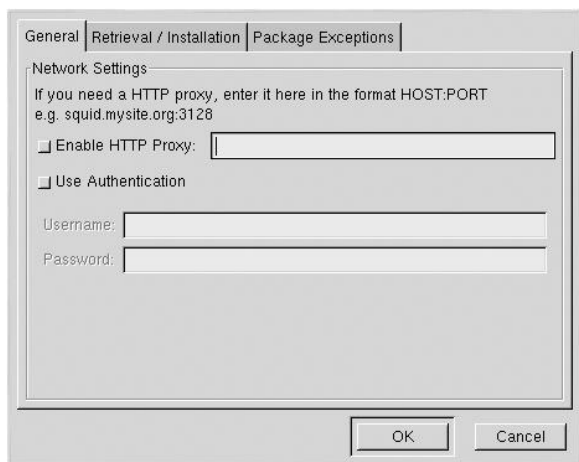 General
Retrieval / Installation
Package Exceptions
Network Settings
If you need a HTTP proxy, enter it here in the format HOST:PORT
e.g. squid.mysite.org:3128
Enable HTTP Proxy:
Use Authentication
Username:
Password:
OK
Cancel